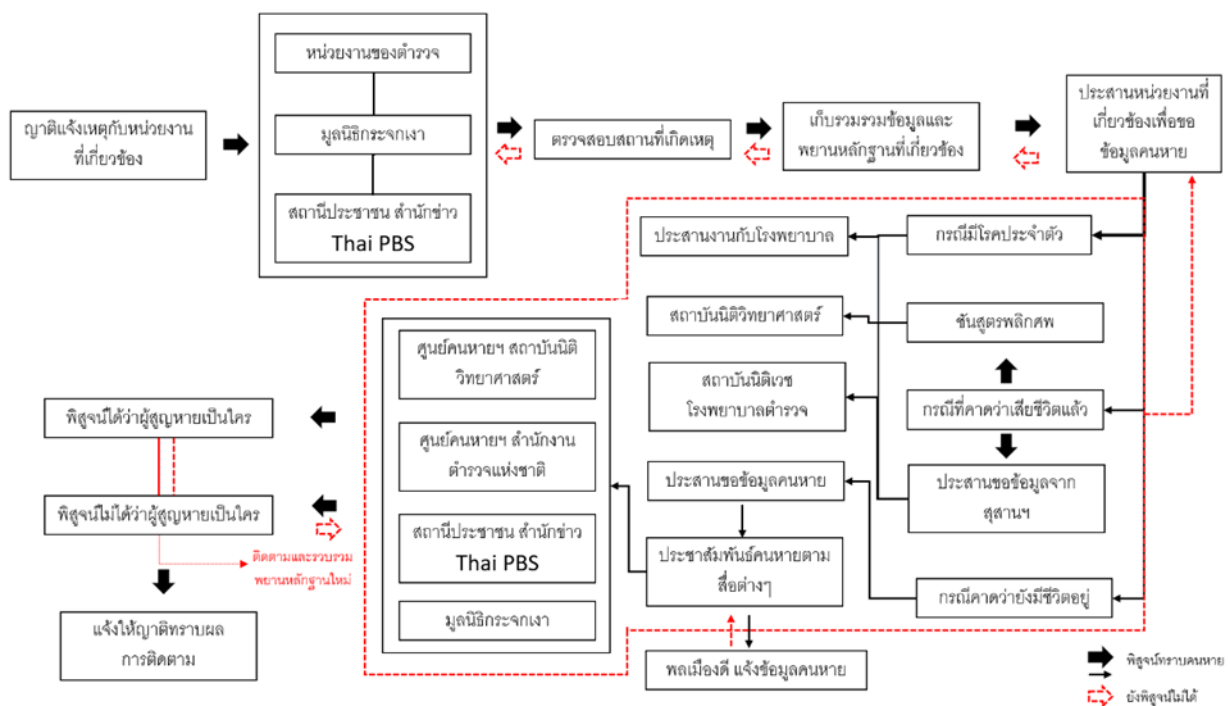 หน่วยงานของตำรวจ
ญาติแจ้งเหตุกับหน่วยงาน
ที่เกี่ยวข้อง
มูลนิธิกระจกเงา
สถานีประชาชน สำนักข่าว
Thai PBS
ตรวจสอบสถานที่เกิดเหตุ
เก็บรวมรวมข้อมูลและ
พยานหลักฐานที่เกี่ยวข้อง
ประสานหน่วยงานที่
เกี่ยวข้องเพื่อขอ
ข้อมูลคนหาย
ประสานงานกับโรงพยาบาล
กรณีมีโรคประจำตัว
สถาบันนิติวิทยาศาสตร์
ชันสูตรพลิกศพ
สถาบันนิติเวช
โรงพยาบาลตำรวจ
กรณีที่คาดว่าเสียชีวิตแล้ว
ประสานขอข้อมูลคนหาย
ประสานขอข้อมูลจาก
สุสานฯ
ประชาสัมพันธ์คนหายตาม
สื่อต่างๆ
กรณีคาดว่ายังมีชีวิตอยู่
พลเมืองดี แจ้งข้อมูลคนหาย
ศูนย์คนหายฯ สถาบันนิติ
วิทยาศาสตร์
ศูนย์คนหายฯ สำนักงาน
ตำรวจแห่งชาติ
สถานีประชาชน สำนักข่าว
Thai PBS
มูลนิธิกระจกเงา
พิสูจน์ได้ว่าผู้สูญหายเป็นใคร
พิสูจน์ไม่ได้ว่าผู้สูญหายเป็นใคร
ติดตามและรวบรวม
พยานหลักฐานใหม่
แจ้งให้ญาติทราบผล
การติดตาม
พิสูจน์ทราบคนหาย
ยังพิสูจน์ไม่ได้